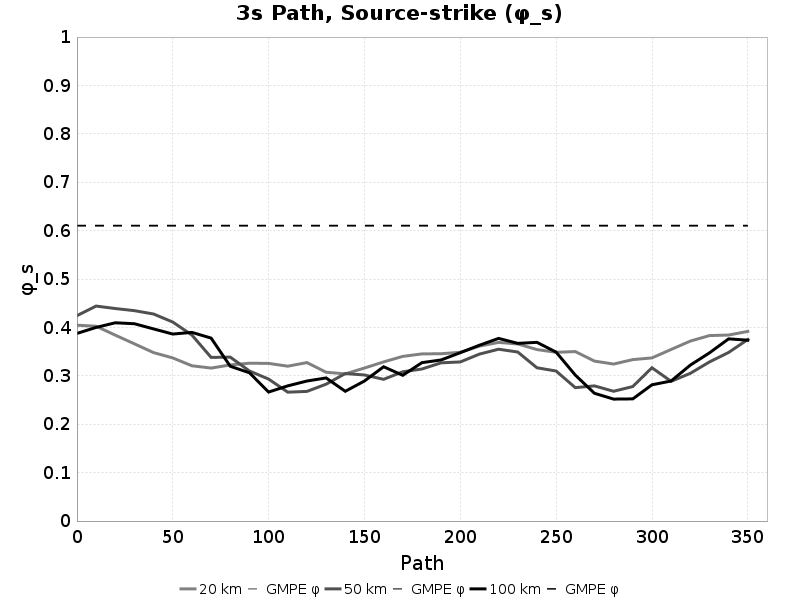 3s Path, Source-strike (φ_s)
1
0.9
0.8
0.7
0.6
0.5
0.4
0.3
0.2
0.1
0
φ_s
0 50 100 150 200 250 300 350
Path
20 km GMPE φ 50 km GMPE φ 100 km GMPE φ